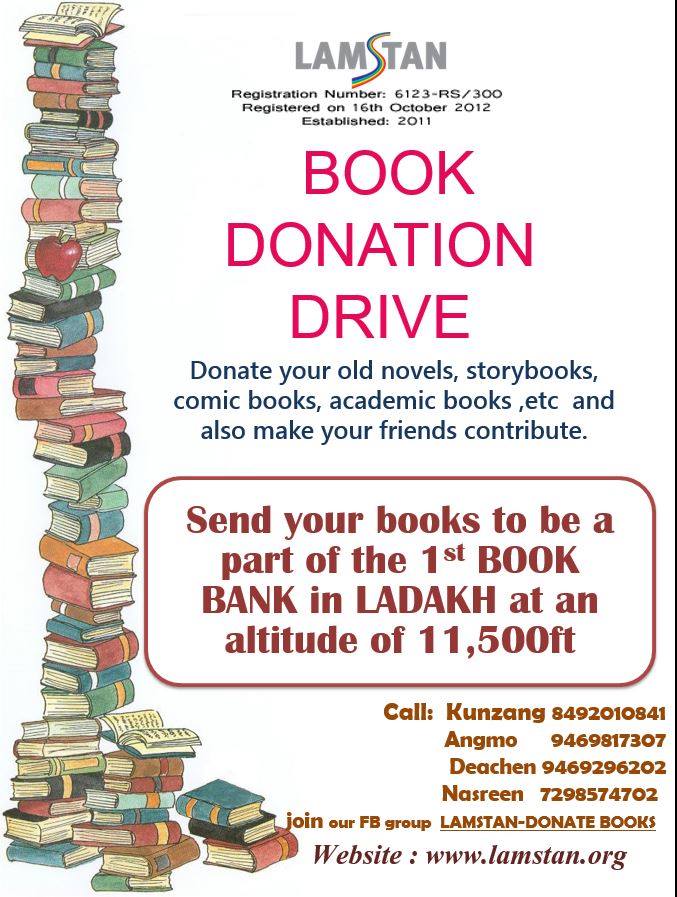 LAMSTAN
Registration Number: 6123-RS/300
Registered on 16th October 2012
Established: 2011
BOOK
DONATION
DRIVE
Donate your old novels, storybooks,
comic books, academic books ,etc and
also make your friends contribute.
Send your books to be a
part of the 1st BOOK
BANK in LADAKH at an
altitude of 11,500ft
Call: Kunzang 8492010841
Angmo 9469817307
Deachen 9469296202
Nasreen 7298574702
join our FB group LAMSTAN-DONATE BOOKS
Website : www.lamstan.org